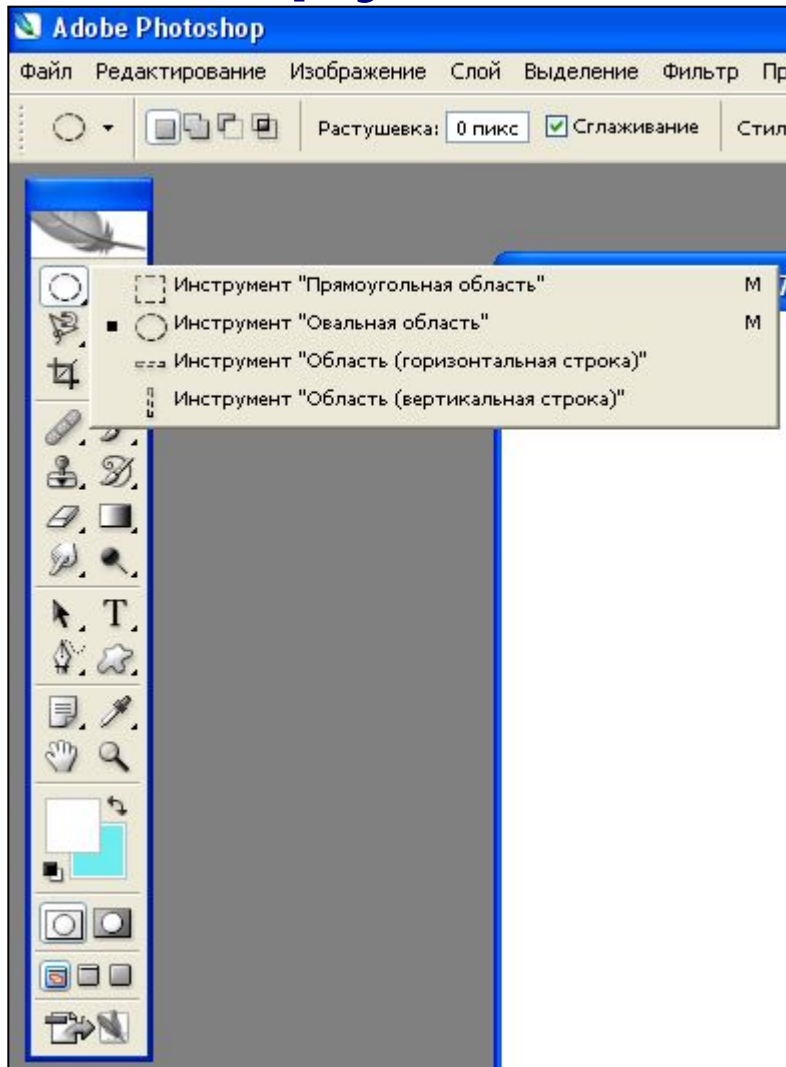 Adobe Photoshop
Файл Редактирование Изображение Слой Выделение Фильтр
Растушевка: 0 пикс Сглаживание
Инструмент "Прямоугольная область" M
Инструмент "Овальная область" M
Инструмент "Область (горизонтальная строка)"
Инструмент "Область (вертикальная строка)"
T